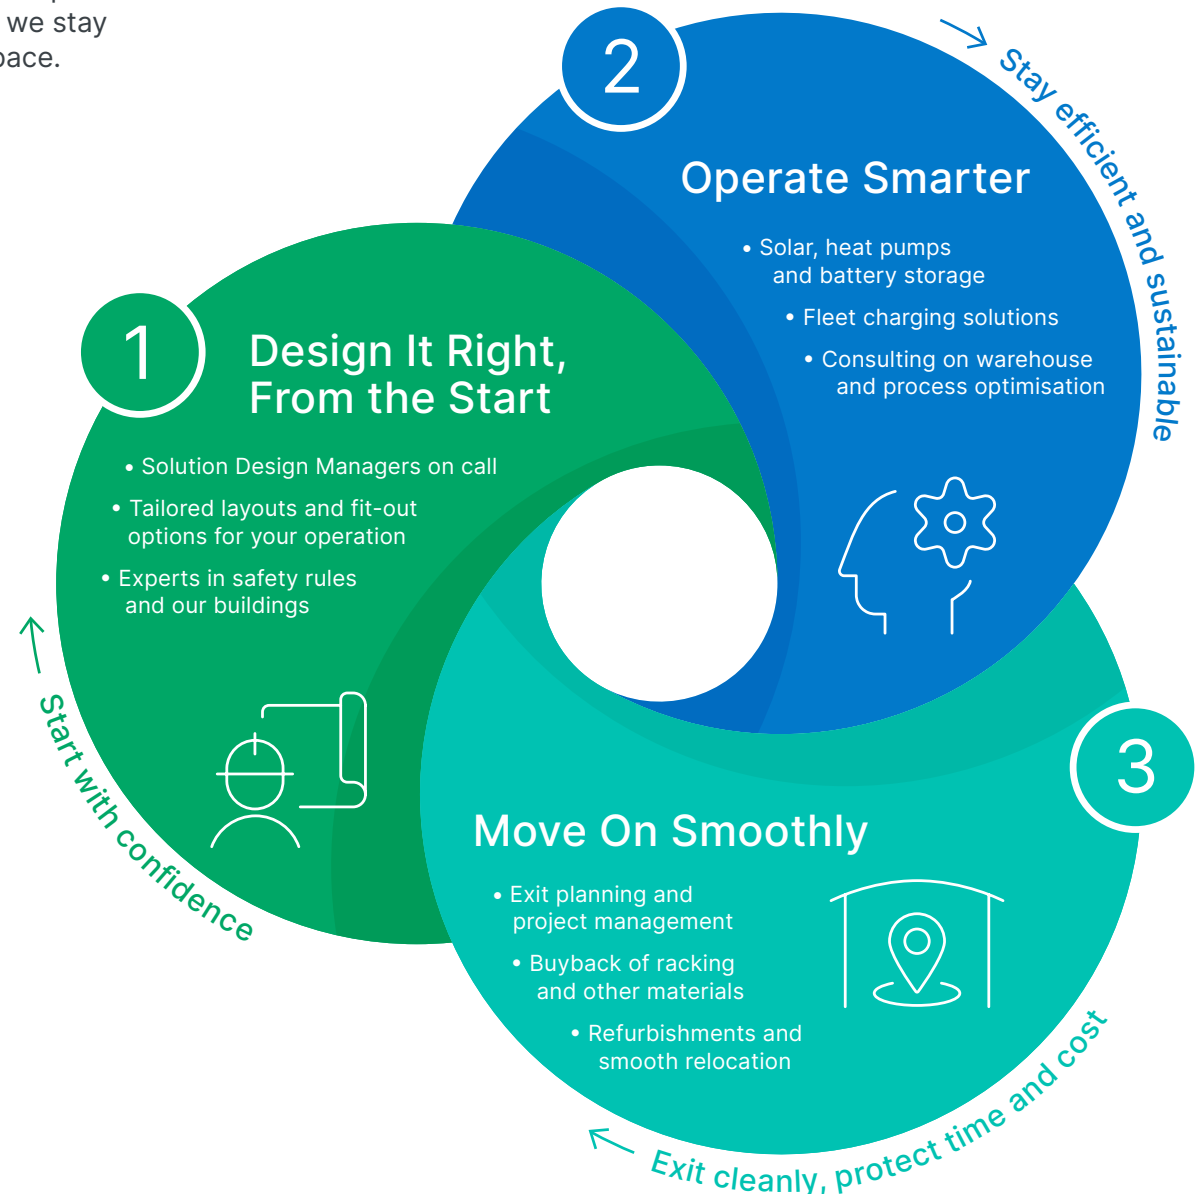 we stay
pace.
2
Operate Smarter
• Solar, heat pumps
and battery storage
• Fleet charging solutions
• Consulting on warehouse
and process optimisation
Stay efficient and sustainable
1
Design It Right,
From the Start
• Solution Design Managers on call
• Tailored layouts and fit-out
options for your operation
• Experts in safety rules
and our buildings
Start with confidence
3
Move On Smoothly
• Exit planning and
project management
• Buyback of racking
and other materials
• Refurbishments and
smooth relocation
Exit cleanly, protect time and cost